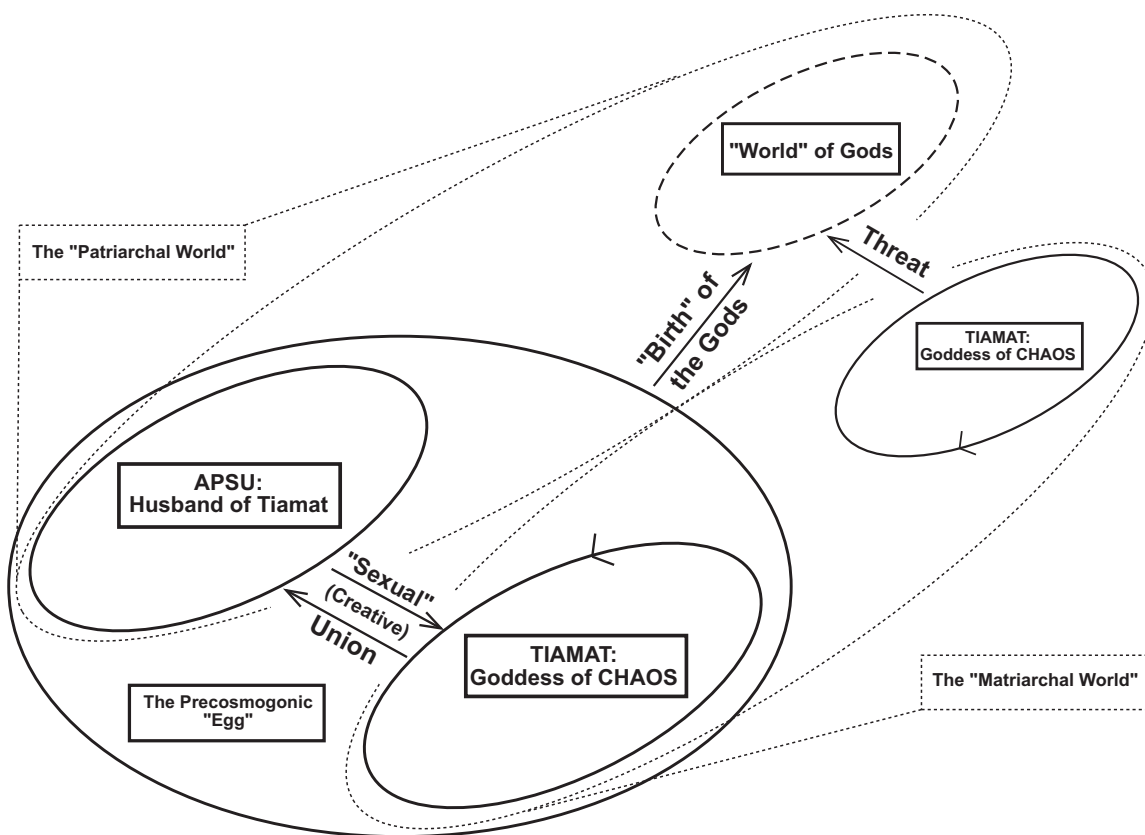 "World" of Gods
The "Patriarchal World"
Threat
"Birth" of
the Gods
TIAMAT:
Goddess of CHAOS
APSU:
Husband of Tiamat
"Sexual"
(Creative)
Union
TIAMAT:
Goddess of CHAOS
The Precosmogonic
"Egg"
The "Matriarchal World"